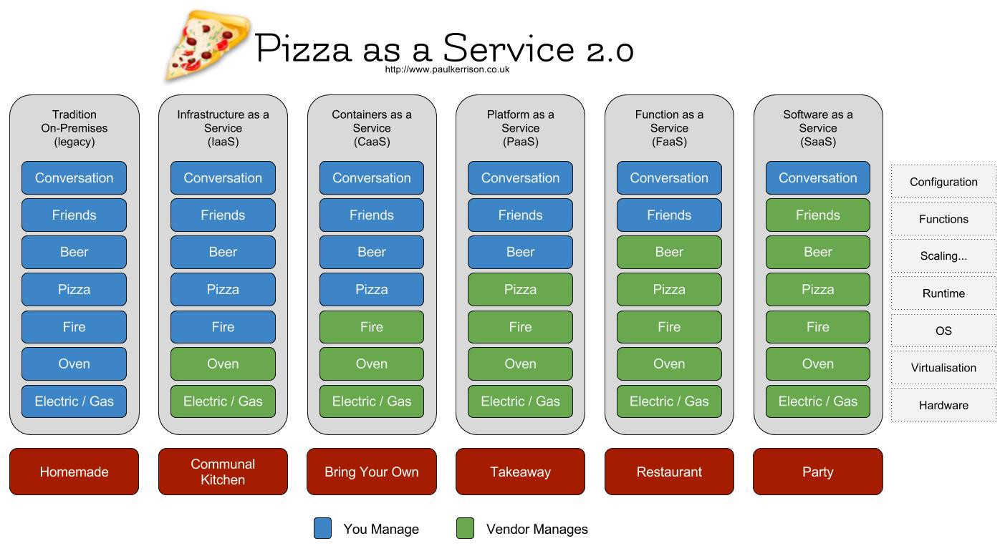 Pizza as a Service 2.0
http://www.paulkerrison.co.uk
Tradition
On-Premises
(legacy)
Conversation
Friends
Beer
Pizza
Fire
Oven
Electric / Gas
Homemade
Infrastructure as a
Service
(IaaS)
Conversation
Friends
Beer
Pizza
Fire
Oven
Electric / Gas
Communal
Kitchen
Containers as a
Service
(CaaS)
Conversation
Friends
Beer
Pizza
Fire
Oven
Electric / Gas
Bring Your Own
Platform as a
Service
(PaaS)
Conversation
Friends
Beer
Pizza
Fire
Oven
Electric / Gas
Takeaway
Function as a
Service
(FaaS)
Conversation
Friends
Beer
Pizza
Fire
Oven
Electric / Gas
Restaurant
Software as a
Service
(SaaS)
Conversation
Friends
Beer
Pizza
Fire
Oven
Electric / Gas
Party
Configuration
Functions
Scaling...
Runtime
OS
Virtualisation
Hardware
You Manage
Vendor Manages